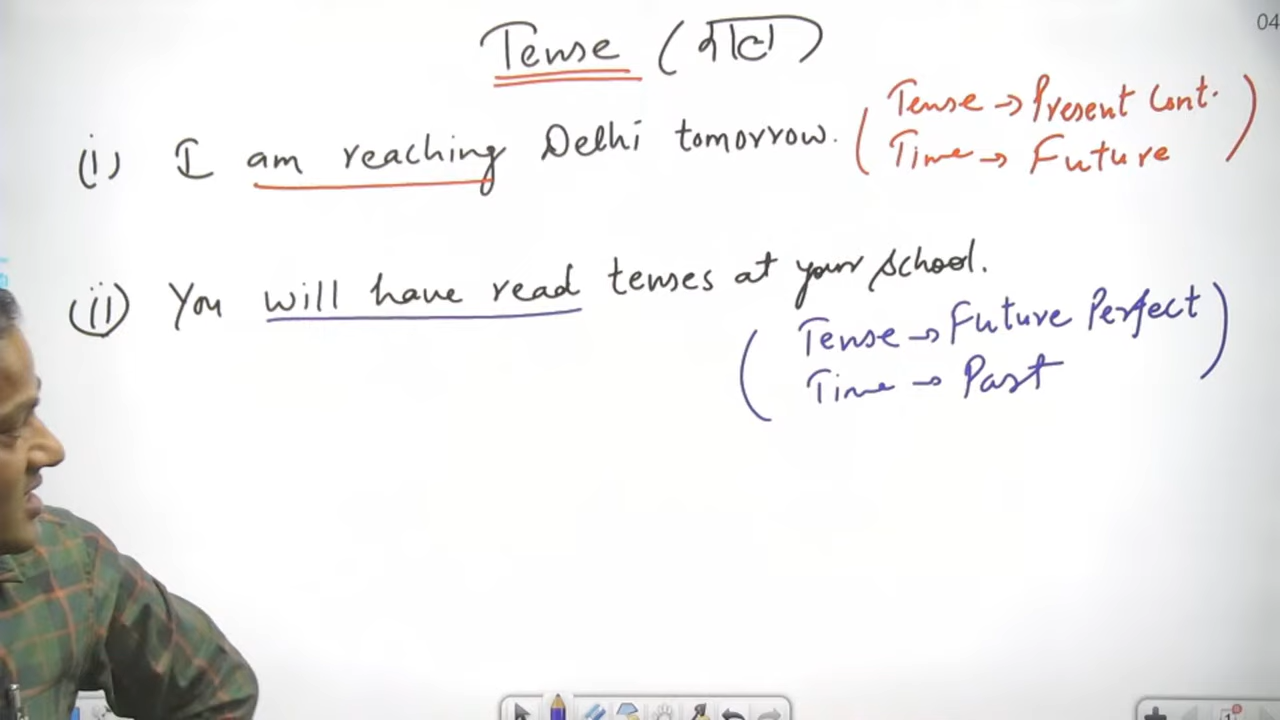 04
Tense (काल)
(i) I am reaching Delhi tomorrow. (Tense → Present Cont.
Time → Future)
(ii) You will have read tenses at your school.
(Tense → Future Perfect
Time → Past)